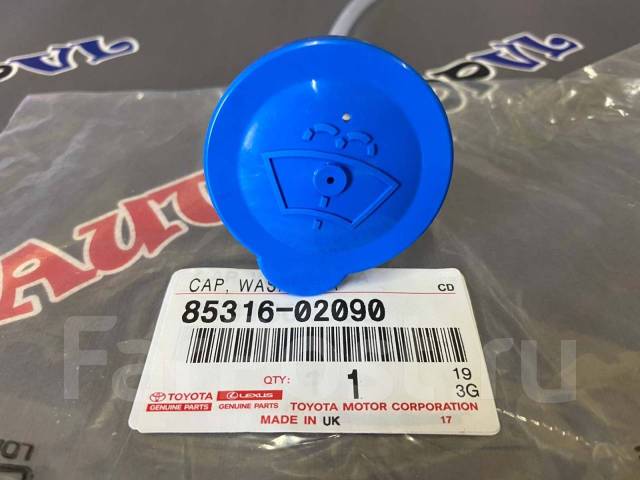 AUTO
CAP, WAS
CD
85316-02090
QTY: 1
19
3G
TOYOTA
GENUINE PARTS
LEXUS
GENUINE PARTS
TOYOTA MOTOR CORPORATION
MADE IN UK
17